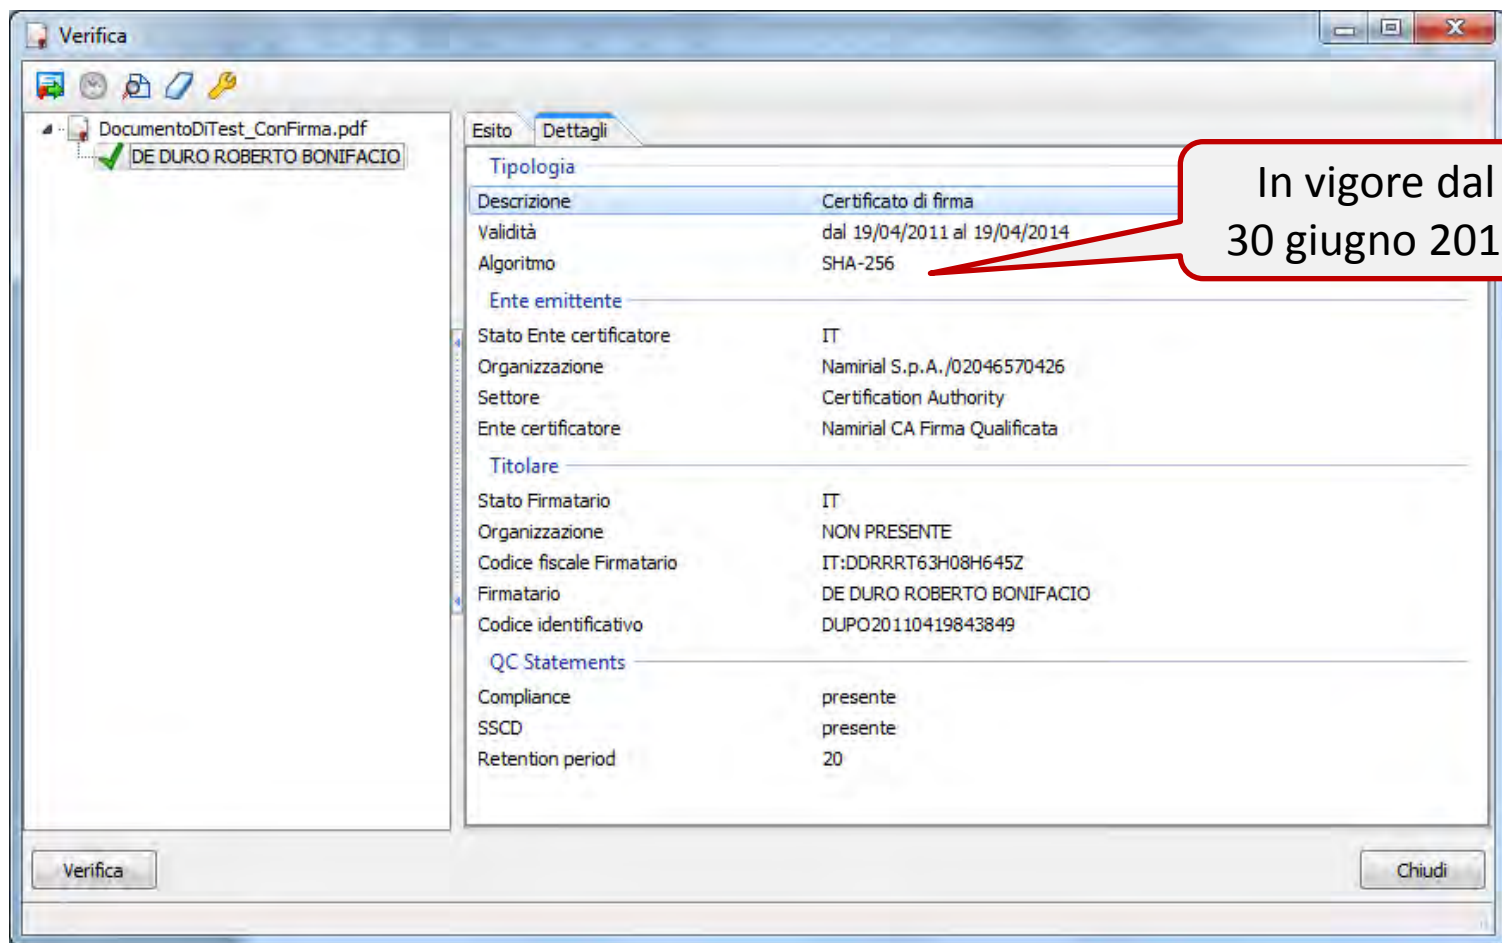 Verifica
DocumentoDiTest_ConFirma.pdf
DE DURO ROBERTO BONIFACIO
Esito Dettagli
Tipologia
Descrizione Certificato di firma
Validità dal 19/04/2011 al 19/04/2014
Algoritmo SHA-256
In vigore dal
30 giugno 201
Ente emittente
Stato Ente certificatore IT
Organizzazione Namirial S.p.A./02046570426
Settore Certification Authority
Ente certificatore Namirial CA Firma Qualificata
Titolare
Stato Firmatario IT
Organizzazione NON PRESENTE
Codice fiscale Firmatario IT:DDRRRT63H08H645Z
Firmatario DE DURO ROBERTO BONIFACIO
Codice identificativo DUPO20110419843849
QC Statements
Compliance presente
SSCD presente
Retention period 20
Verifica Chiudi